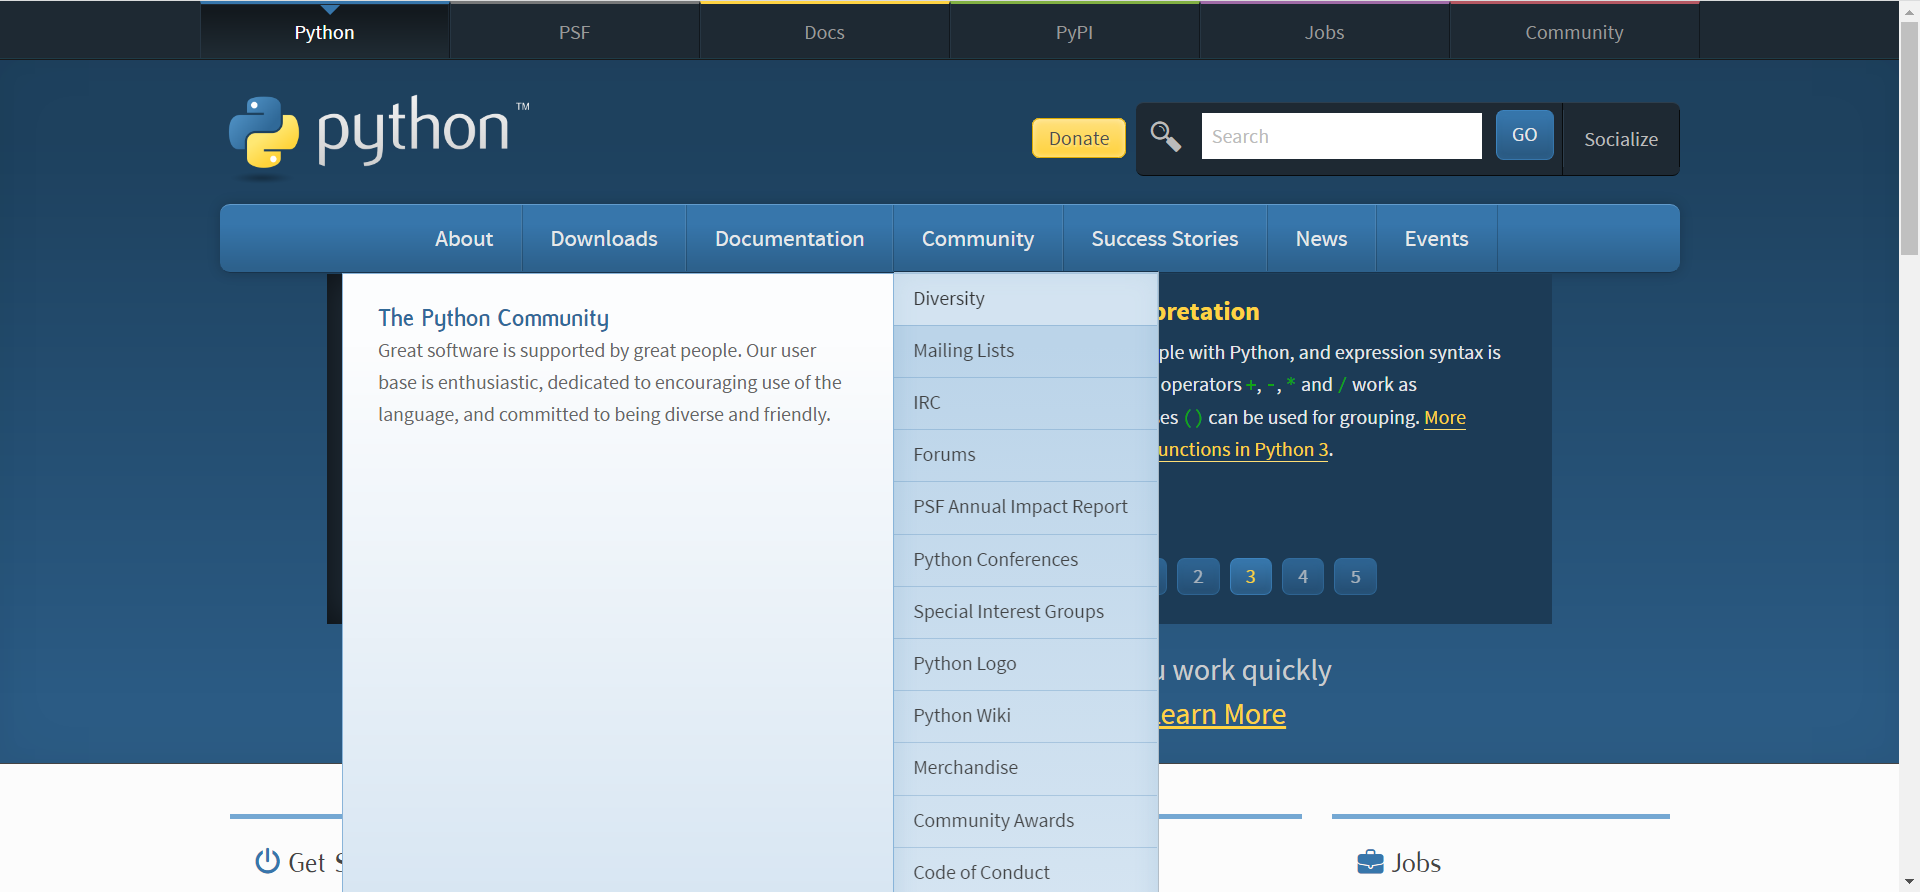 Python
PSF
Docs
PyPI
Jobs
Community
python™
Donate
Search
GO
Socialize
About
Downloads
Documentation
Community
Success Stories
News
Events
The Python Community
Great software is supported by great people. Our user
base is enthusiastic, dedicated to encouraging use of the
language, and committed to being diverse and friendly.
Diversity
Mailing Lists
IRC
Forums
PSF Annual Impact Report
Python Conferences
Special Interest Groups
Python Logo
Python Wiki
Merchandise
Community Awards
Code of Conduct
pretation
ple with Python, and expression syntax is
operators +, -, * and / work as
es () can be used for grouping. More
unctions in Python 3.
2
3
4
5
work quickly
earn More
Get
Jobs